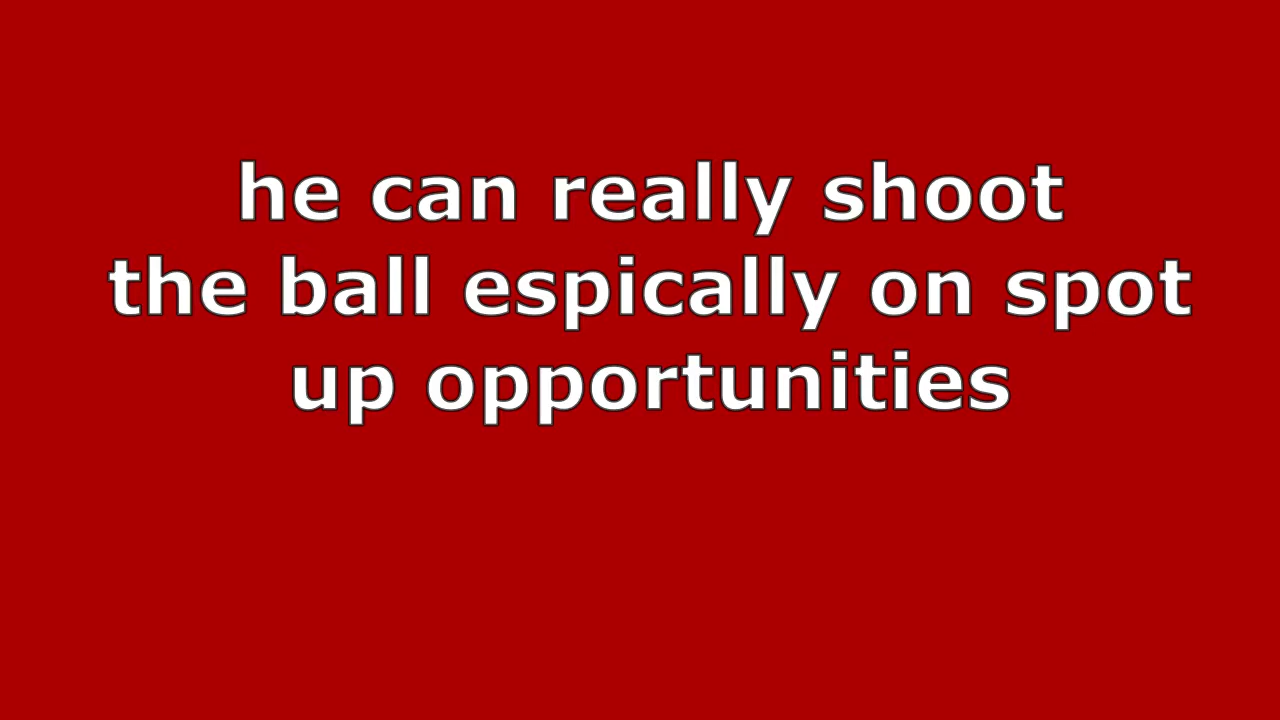 he can really shoot
the ball espically on spot
up opportunities